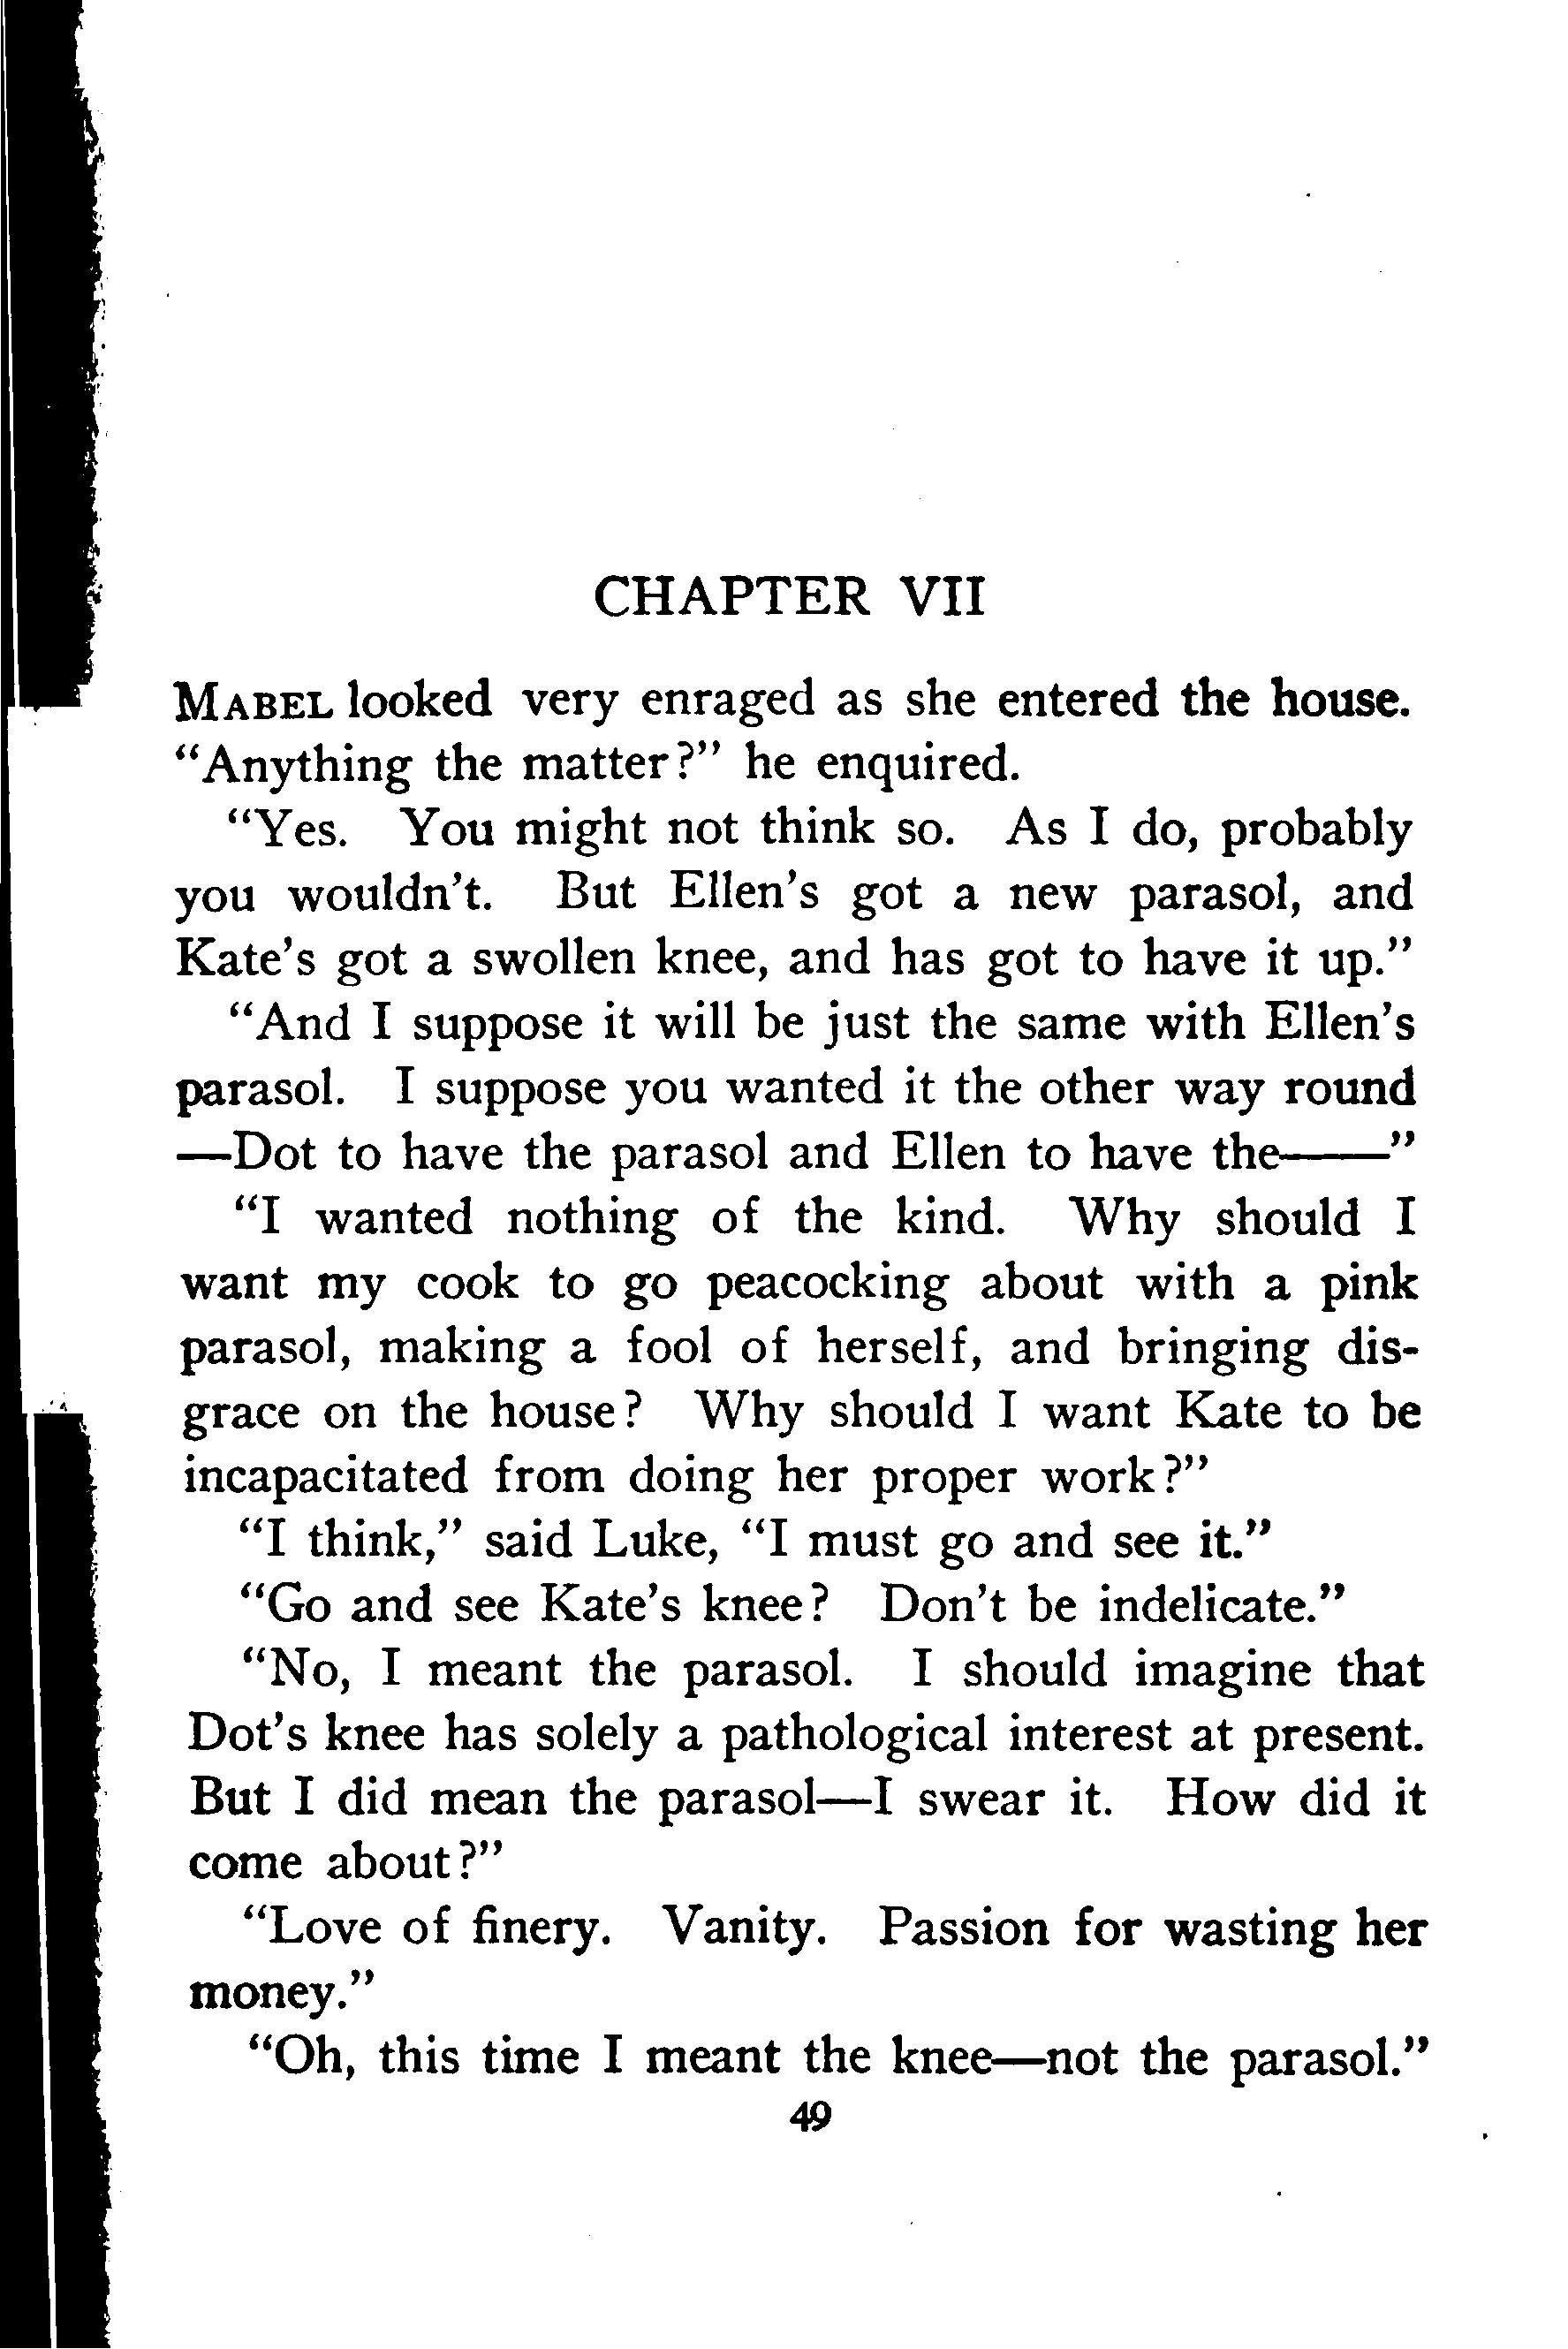 CHAPTER VII
MABEL looked very enraged as she entered the house.
“Anything the matter?” he enquired.
“Yes. You might not think so. As I do, probably
you wouldn’t. But Ellen’s got a new parasol, and
Kate’s got a swollen knee, and has got to have it up.”
“And I suppose it will be just the same with Ellen’s
parasol. I suppose you wanted it the other way round
—Dot to have the parasol and Ellen to have the——”
“I wanted nothing of the kind. Why should I
want my cook to go peacocking about with a pink
parasol, making a fool of herself, and bringing dis-
grace on the house? Why should I want Kate to be
incapacitated from doing her proper work?”
“I think,” said Luke, “I must go and see it.”
“Go and see Kate’s knee? Don’t be indelicate.”
“No, I meant the parasol. I should imagine that
Dot’s knee has solely a pathological interest at present.
But I did mean the parasol—I swear it. How did it
come about?”
“Love of finery. Vanity. Passion for wasting her
money.”
“Oh, this time I meant the knee—not the parasol.”
49